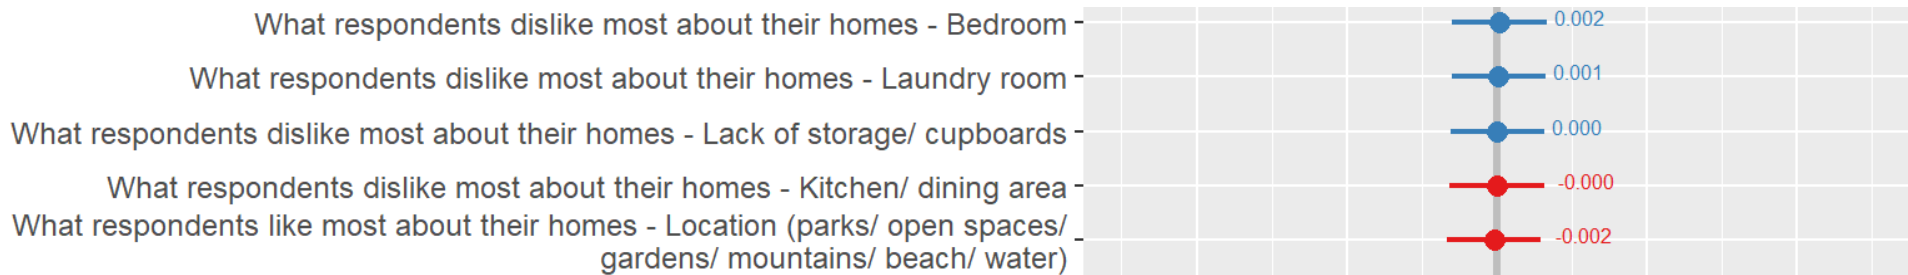 What respondents dislike most about their homes - Bedroom
0.002
What respondents dislike most about their homes - Laundry room
0.001
What respondents dislike most about their homes - Lack of storage/ cupboards
0.000
What respondents dislike most about their homes - Kitchen/ dining area
-0.000
What respondents like most about their homes - Location (parks/ open spaces/
gardens/ mountains/ beach/ water)
-0.002